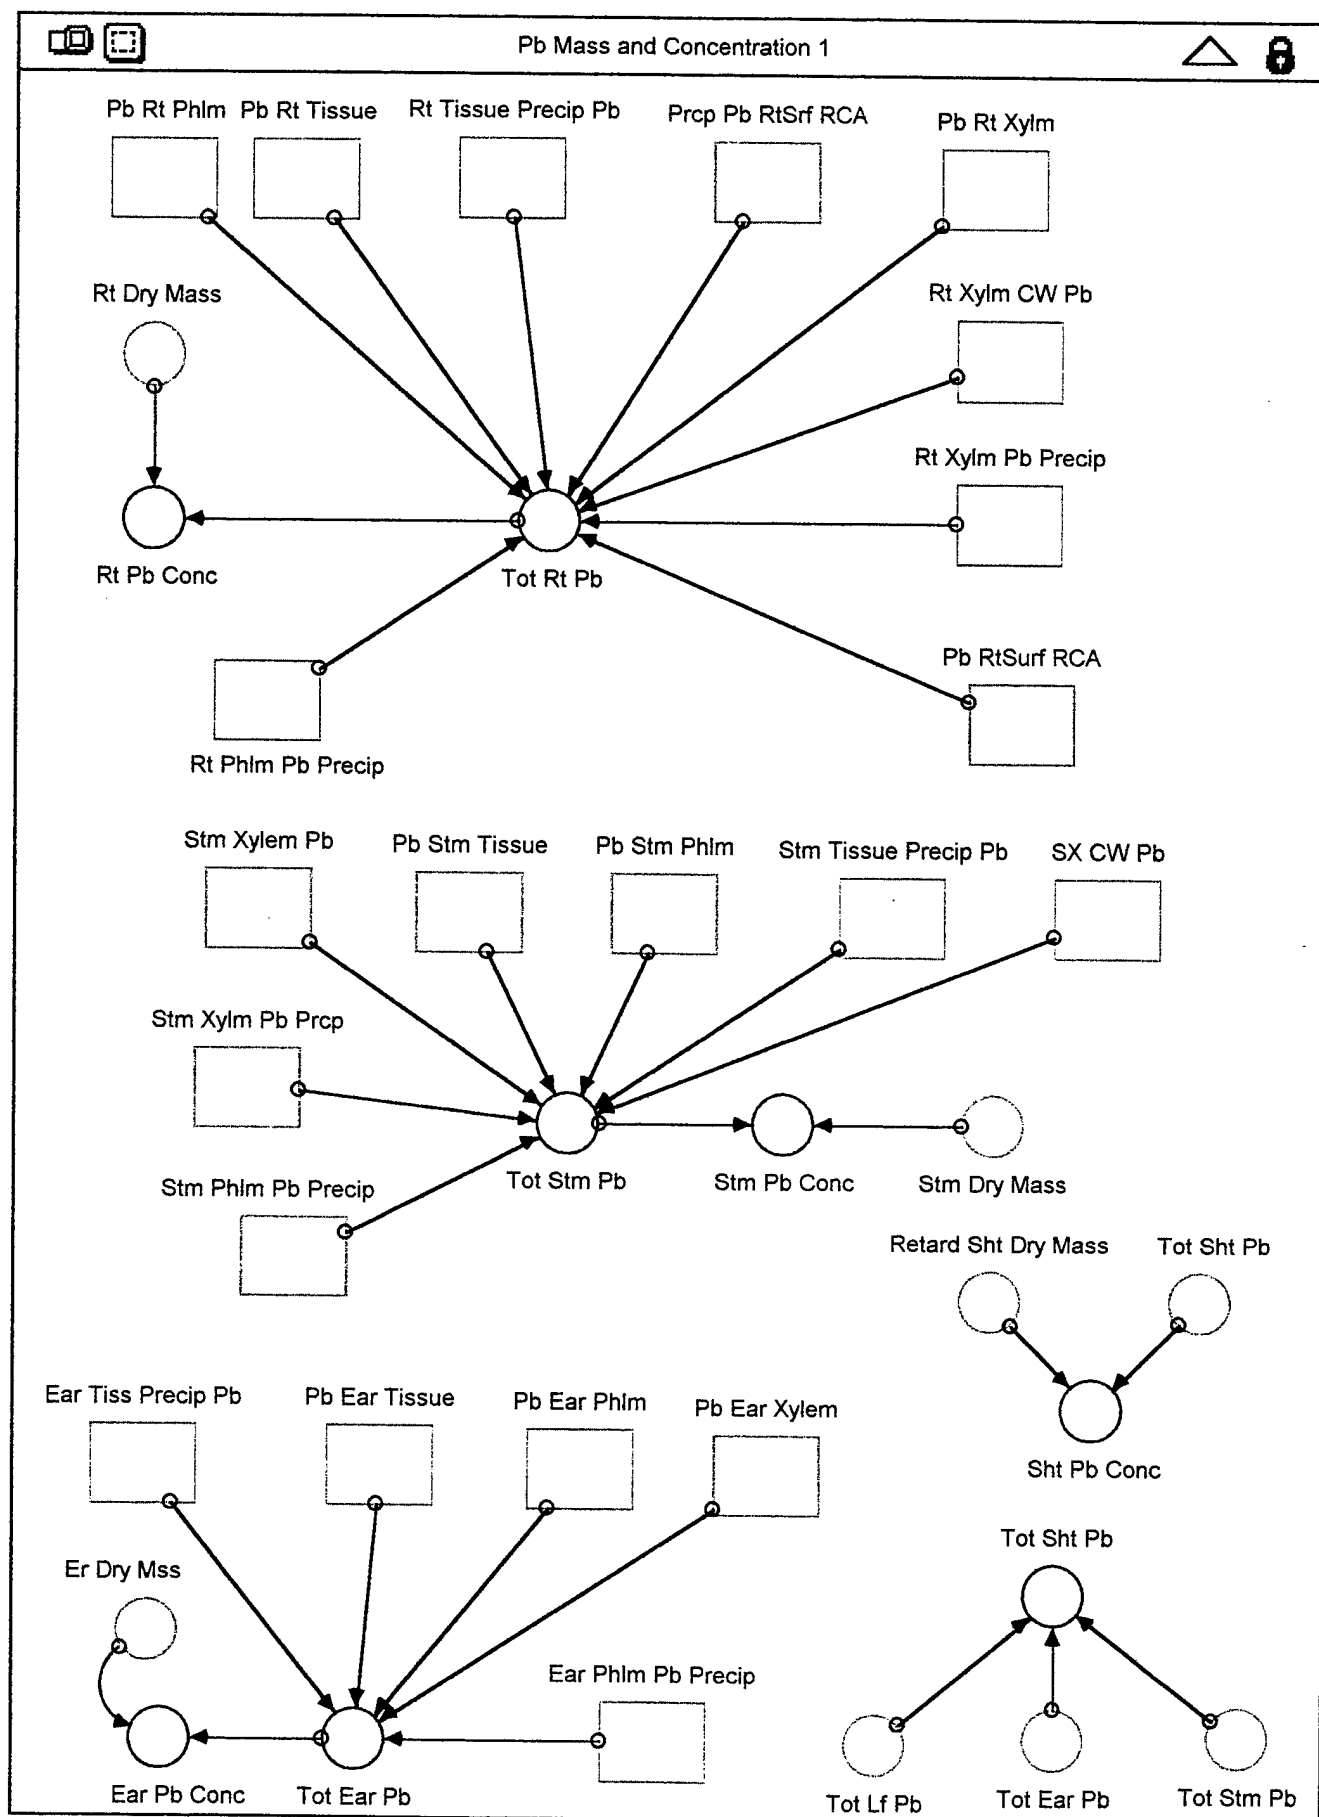 Pb Mass and Concentration 1
Pb Rt Phlm
Pb Rt Tissue
Rt Tissue Precip Pb
Prcp Pb RtSrf RCA
Pb Rt Xylm
Rt Dry Mass
Rt Xylm CW Pb
Rt Xylm Pb Precip
Rt Pb Conc
Tot Rt Pb
Pb RtSurf RCA
Rt Phlm Pb Precip
Stm Xylem Pb
Pb Stm Tissue
Pb Stm Phlm
Stm Tissue Precip Pb
SX CW Pb
Stm Xylm Pb Prcp
Tot Stm Pb
Stm Pb Conc
Stm Dry Mass
Stm Phlm Pb Precip
Retard Sht Dry Mass
Tot Sht Pb
Sht Pb Conc
Ear Tiss Precip Pb
Pb Ear Tissue
Pb Ear Phlm
Pb Ear Xylem
Tot Sht Pb
Er Dry Mss
Ear Phlm Pb Precip
Ear Pb Conc
Tot Ear Pb
Tot Lf Pb
Tot Ear Pb
Tot Stm Pb